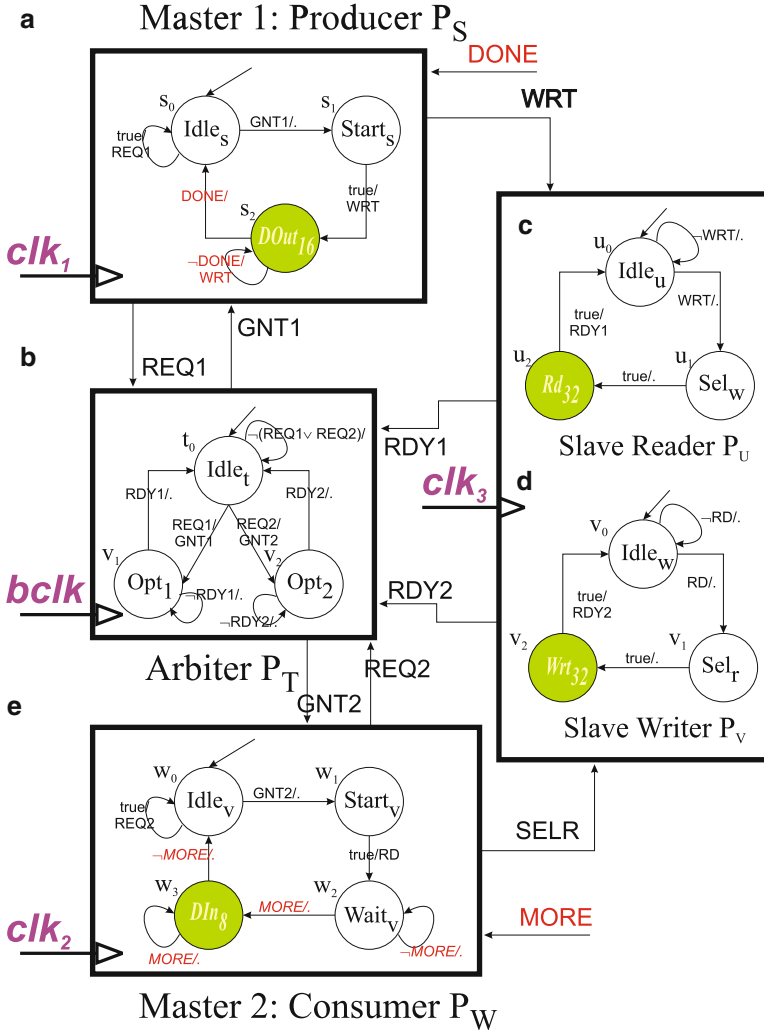 a
Master 1: Producer P_S
DONE
WRT
s_0
s_1
Idle_s
GNT1/.
Start_s
true/
REQ1
true/
WRT
DONE/
s_2
DOut_16
¬DONE/
WRT
clk_1
GNT1
REQ1
b
t_0
¬(REQ1∨ REQ2)/
Idle_t
RDY1/.
RDY2/.
REQ1/
GNT1
REQ2/
GNT2
v_1
v_2
Opt_1
Opt_2
¬RDY1/.
¬RDY2/.
bclk
Arbiter P_T
RDY1
RDY2
REQ2
GNT2
c
u_0
¬WRT/.
Idle_u
WRT/.
true/
RDY1
u_2
u_1
Rd_32
true/.
Sel_w
Slave Reader P_U
clk_3
d
v_0
¬RD/.
Idle_w
RD/.
true/
RDY2
v_2
v_1
Wrt_32
true/.
Sel_r
Slave Writer P_V
SELR
e
w_0
w_1
Idle_v
GNT2/.
Start_v
true/
REQ2
true/RD
¬MORE/.
w_3
w_2
DIn_8
MORE/.
Wait_v
MORE/.
¬MORE/.
MORE
clk_2
Master 2: Consumer P_W